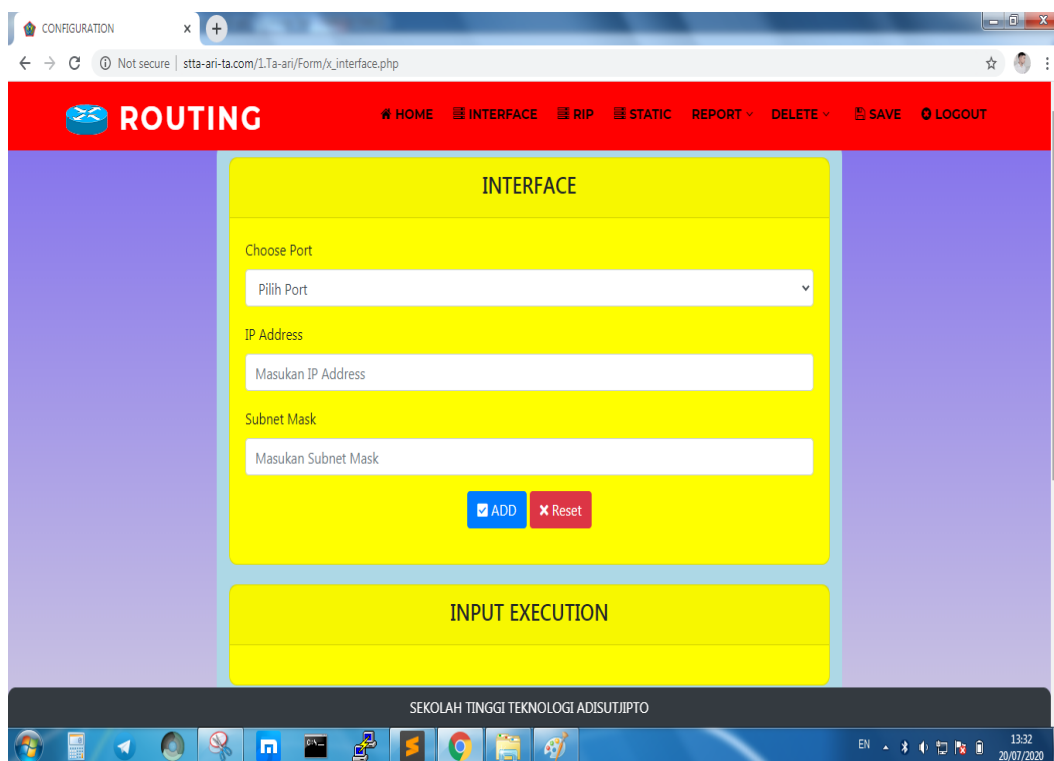 CONFIGURATION
Not secure | stta-ari-ta.com/1.Ta-ari/Form/x_interface.php
ROUTING HOME INTERFACE RIP STATIC REPORT DELETE SAVE LOGOUT
INTERFACE
Choose Port
Pilih Port
IP Address
Masukan IP Address
Subnet Mask
Masukan Subnet Mask
ADD Reset
INPUT EXECUTION
SEKOLAH TINGGI TEKNOLOGI ADISUTJIPTO
EN 13:32
20/07/2020